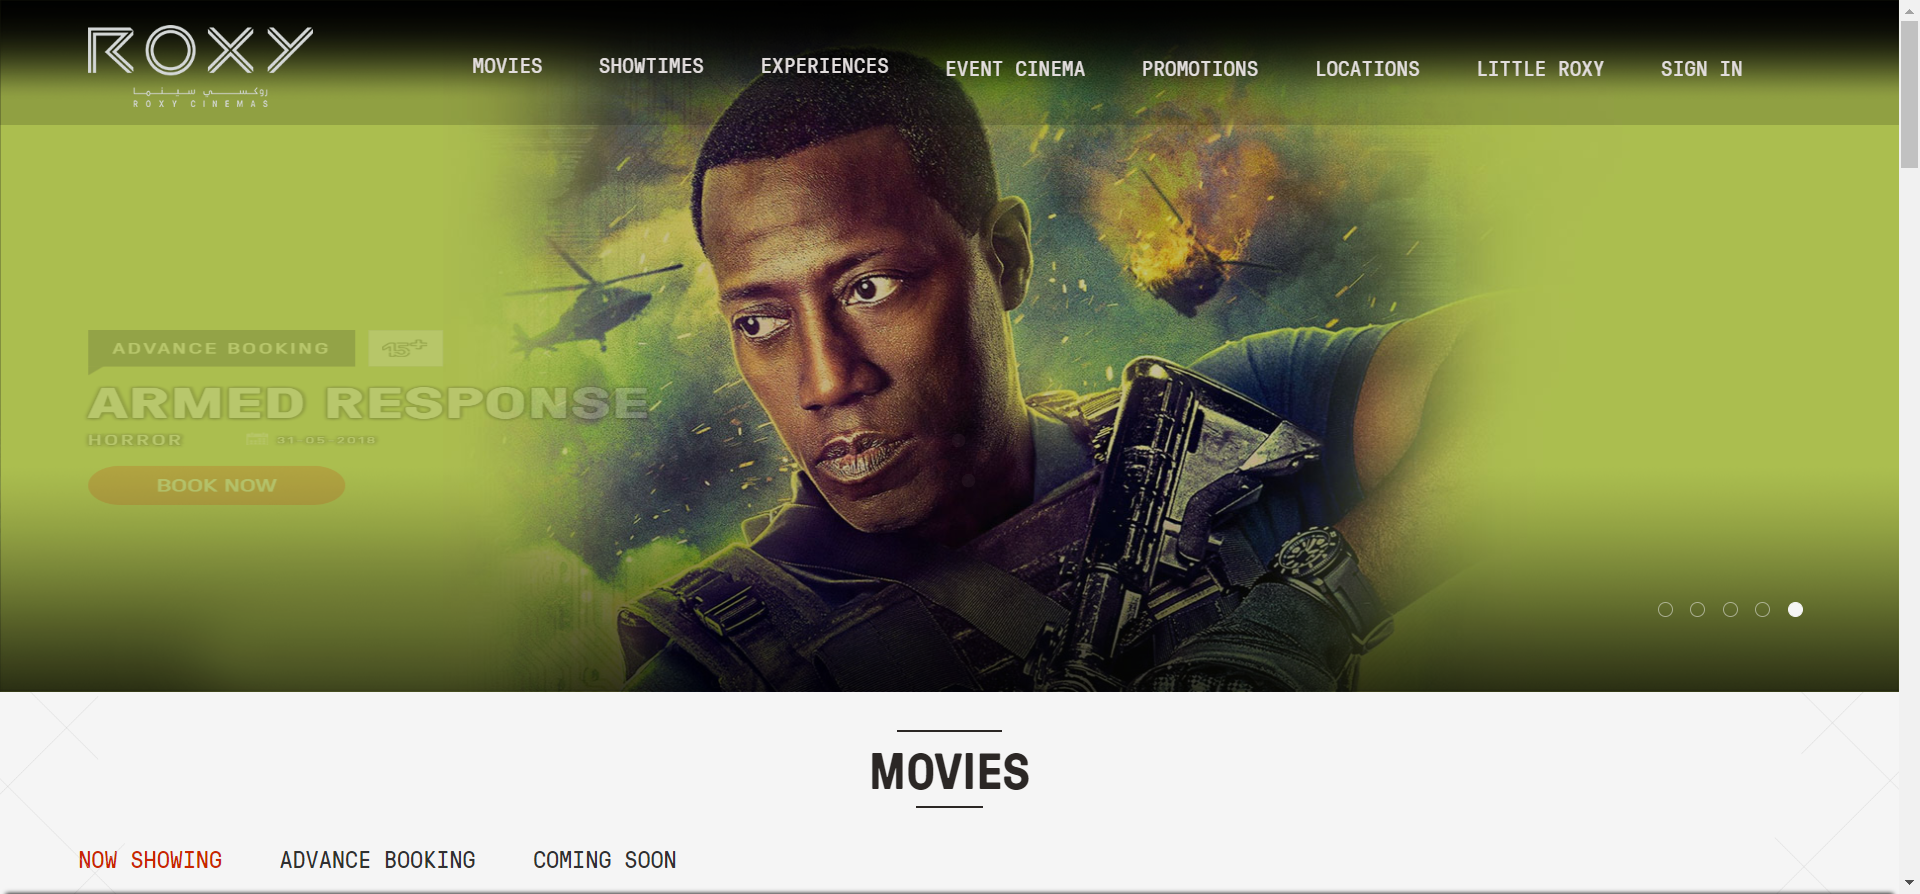 ROXY
روكسي سينما
ROXY CINEMAS
MOVIES SHOWTIMES EXPERIENCES EVENT CINEMA PROMOTIONS LOCATIONS LITTLE ROXY SIGN IN
ADVANCE BOOKING 15+
ARMED RESPONSE
HORROR 31-05-2018
BOOK NOW
MOVIES
NOW SHOWING ADVANCE BOOKING COMING SOON